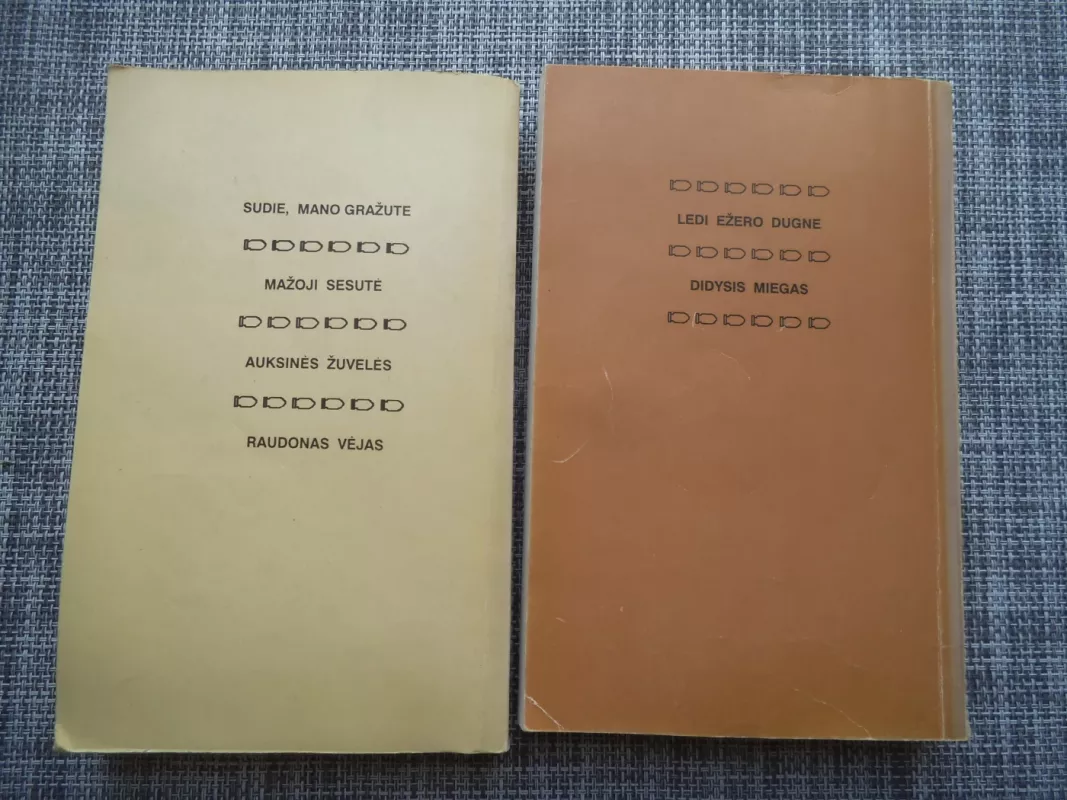 SUDIE, MANO GRAŽUTE
MAŽOJI SESUTĖ
AUKSINĖS ŽUVELĖS
RAUDONAS VĖJAS
LEDI EŽERO DUGNE
DIDYSIS MIEGAS